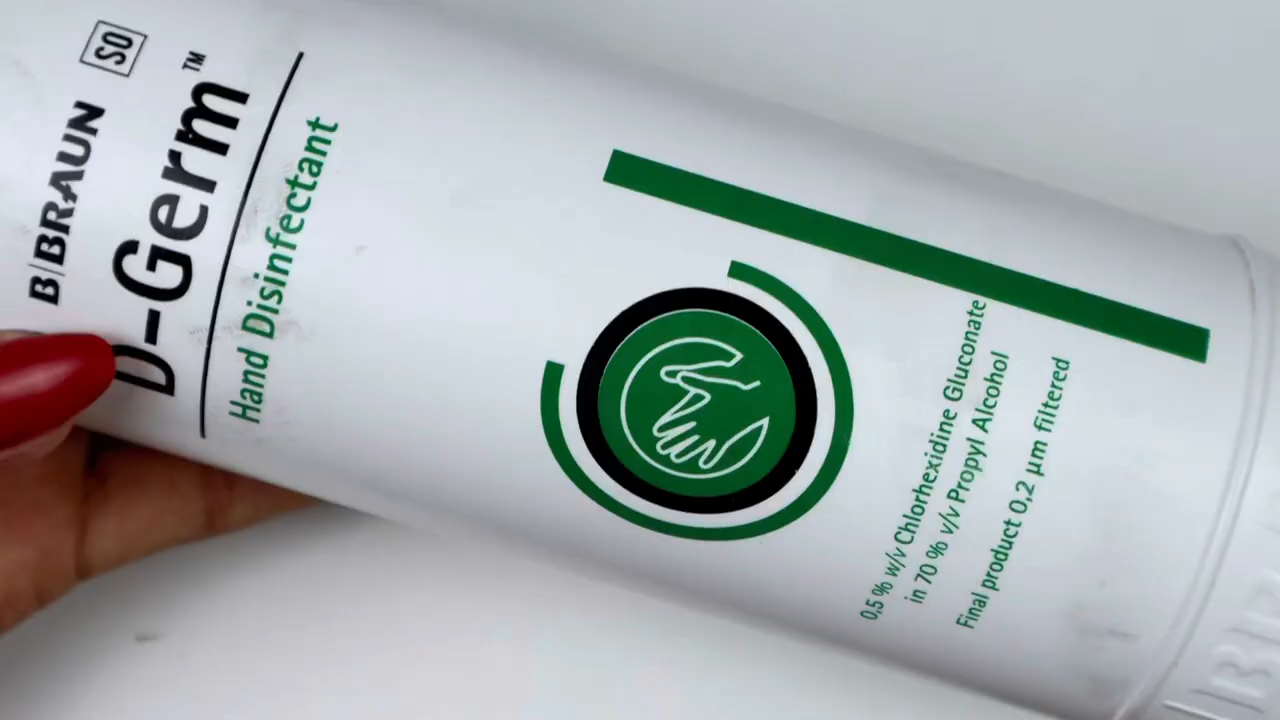 B|BRAUN SO
D-Germ™
Hand Disinfectant
0,5 % w/v Chlorhexidine Gluconate
in 70 % v/v Propyl Alcohol
Final product 0,2 µm filtered